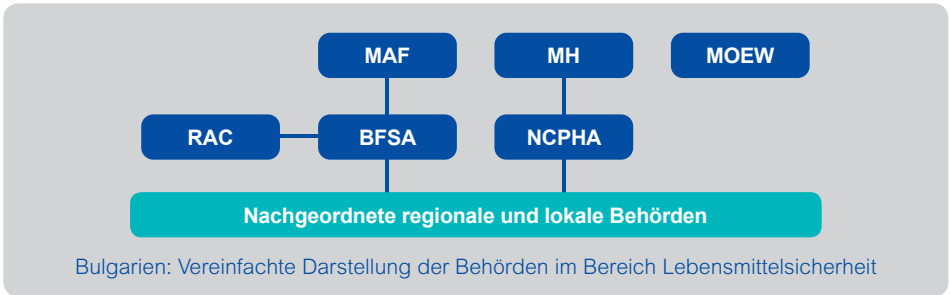 MAF
MH
MOEW
RAC
BFSA
NCPHA
Nachgeordnete regionale und lokale Behörden
Bulgarien: Vereinfachte Darstellung der Behörden im Bereich Lebensmittelsicherheit